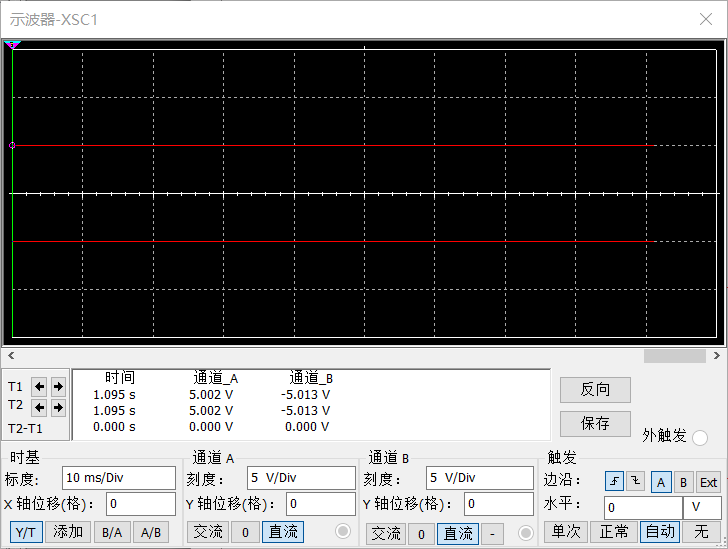 示波器-XSC1
T1
T2
T2-T1
时间 通道_A 通道_B
1.095 s 5.002 V -5.013 V
1.095 s 5.002 V -5.013 V
0.000 s 0.000 V 0.000 V
反向
保存
外触发
时基
标度: 10 ms/Div
X 轴位移(格): 0
Y/T 添加 B/A A/B
通道 A
刻度: 5 V/Div
Y 轴位移(格): 0
交流 0 直流
通道 B
刻度: 5 V/Div
Y 轴位移(格): 0
交流 0 直流 -
触发
边沿: A B Ext
水平: 0 V
单次 正常 自动 无